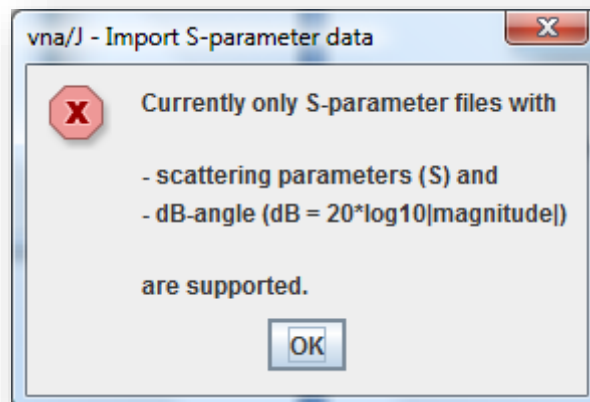 vna/J - Import S-parameter data
Currently only S-parameter files with
- scattering parameters (S) and
- dB-angle (dB = 20*log10|magnitude|)
are supported.
OK